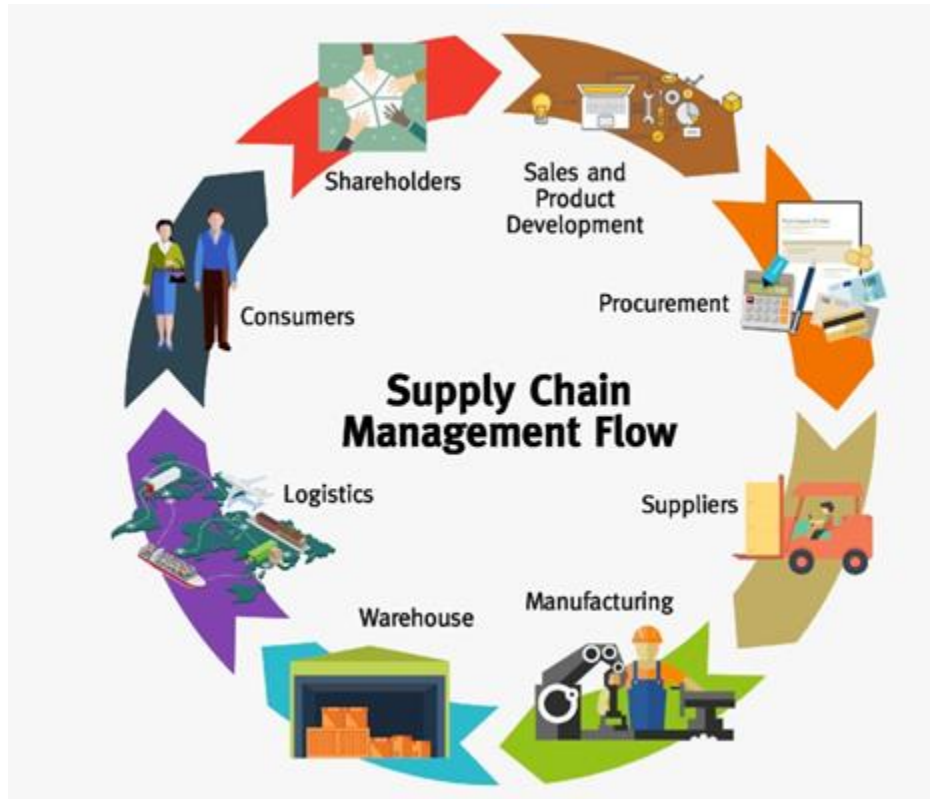 Shareholders
Sales and
Product
Development
Procurement
Consumers
Supply Chain
Management Flow
Logistics
Suppliers
Manufacturing
Warehouse